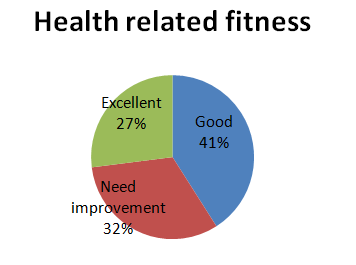 Health related fitness
Excellent
27%
Good
41%
Need
improvement
32%